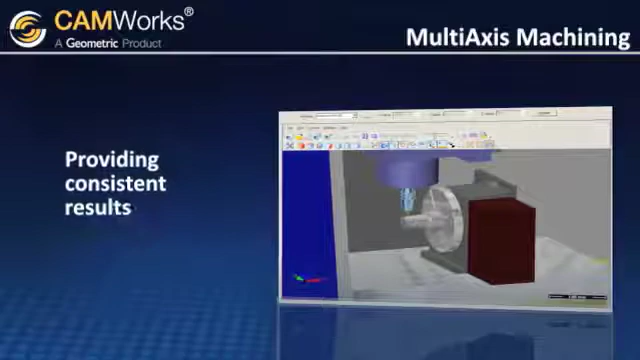 CAMWorks®
A Geometric Product
MultiAxis Machining
Providing
consistent
results